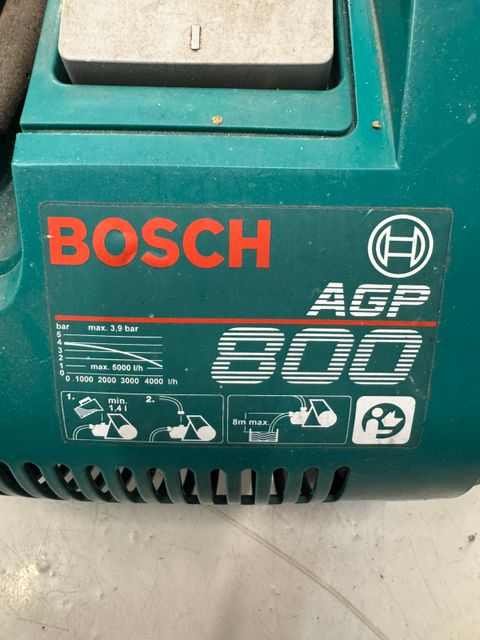 BOSCH
AGP
800
bar
max. 3,9 bar
5
4
3
2
1
0
max. 5000 l/h
0 1000 2000 3000 4000 l/h
1.
min.
1,4 l
2.
8m max.